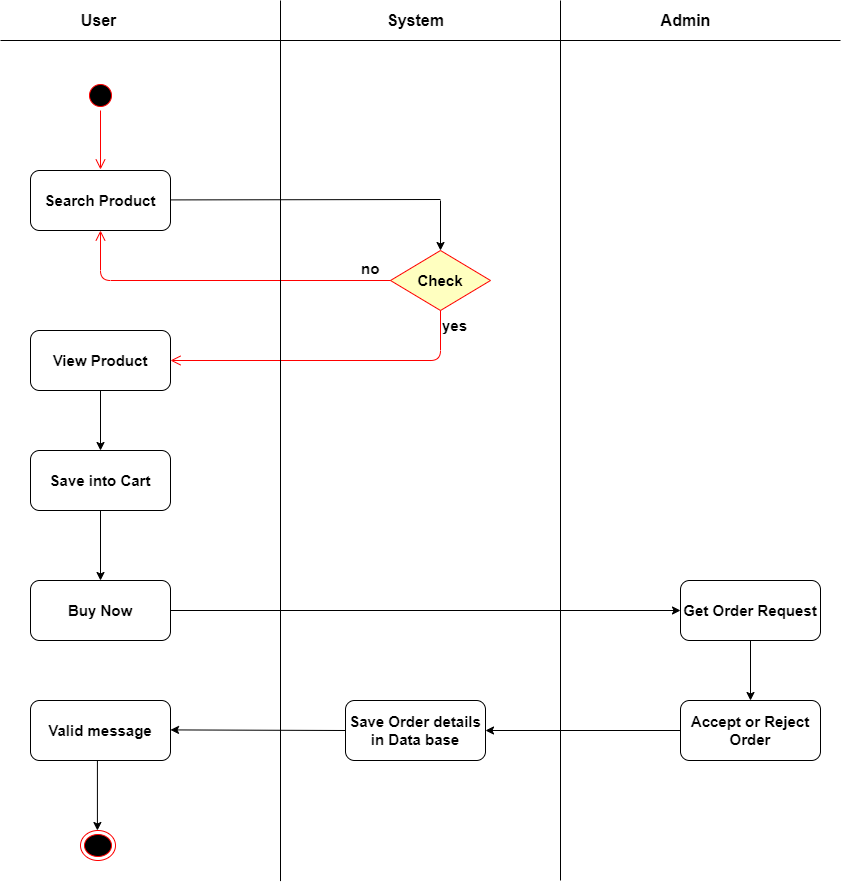 User
System
Admin
Search Product
no
Check
yes
View Product
Save into Cart
Buy Now
Get Order Request
Valid message
Save Order details
in Data base
Accept or Reject
Order